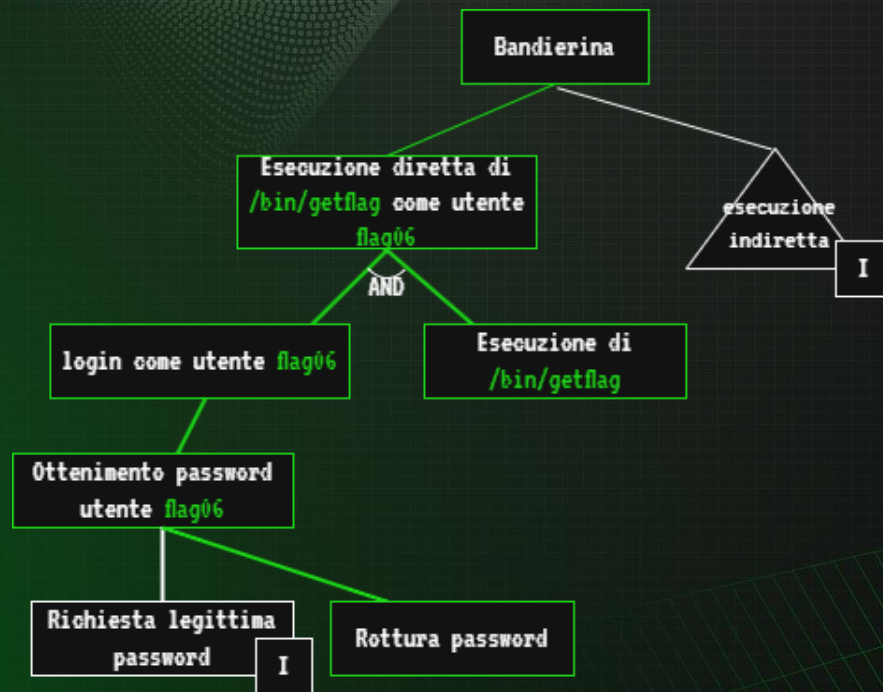 Bandierina
Esecuzione diretta di
/bin/getflag come utente
flag06
esecuzione
indiretta
I
AND
login come utente flag06
Esecuzione di
/bin/getflag
Ottenimento password
utente flag06
Richiesta legittima
password
I
Rottura password